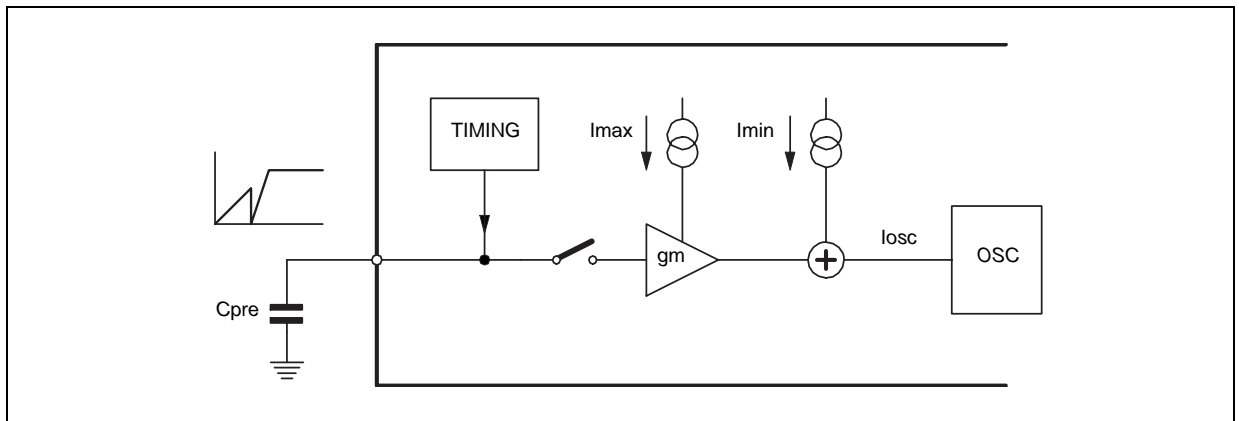 TIMING
Imax
Imin
gm
Iosc
OSC
Cpre